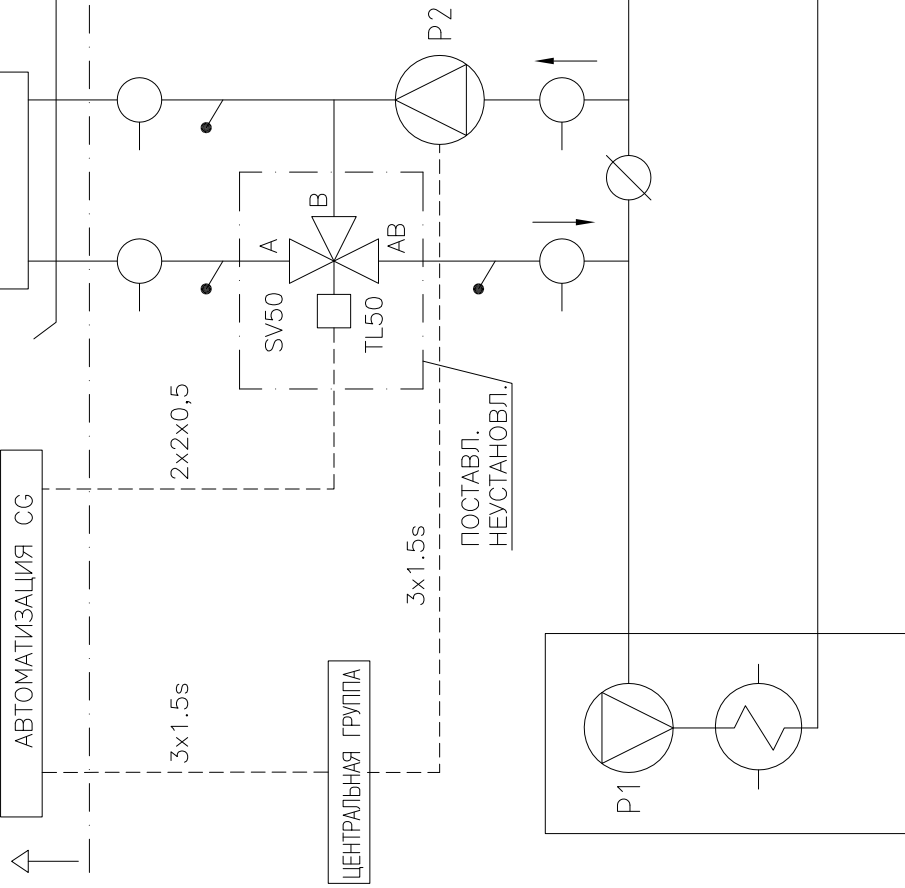 P2
B
A
AB
SV50
TL50
2x2x0,5
ПОСТАВЛ.
НЕУСТАНОВЛ.
АВТОМАТИЗАЦИЯ CG
3x1.5s
3x1.5s
ЦЕНТРАЛЬНАЯ ГРУППА
P1